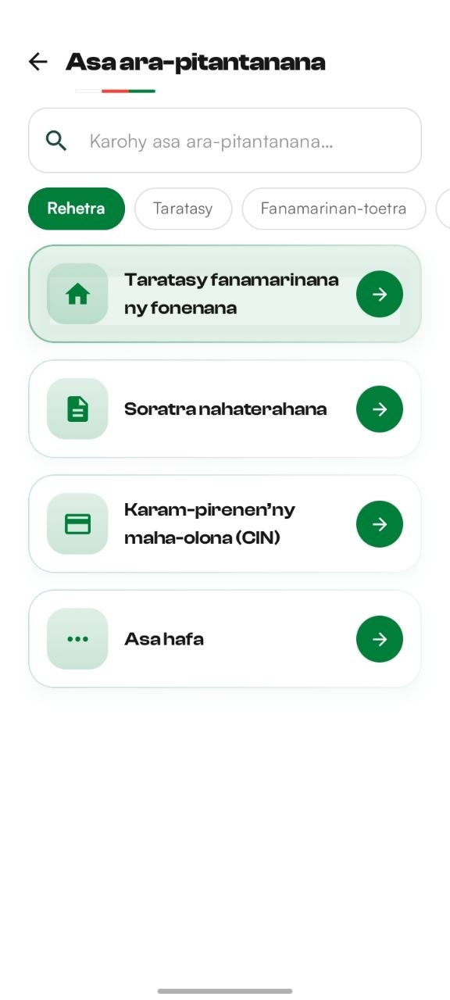 Asa ara-pitantanana
Karohy asa ara-pitantanana...
Rehetra
Taratasy
Fanamarinan-toetra
Taratasy fanamarinana
ny fonenana
Soratra nahaterahana
Karam-pirenen'ny
maha-olona (CIN)
Asa hafa